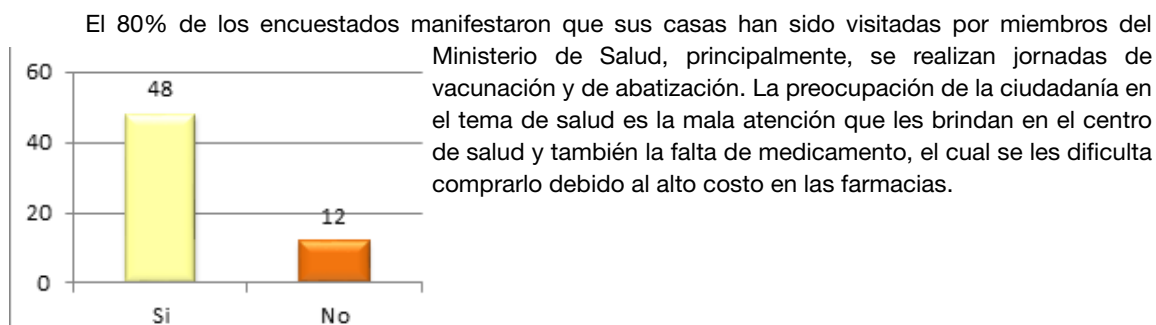 El 80% de los encuestados manifestaron que sus casas han sido visitadas por miembros del
Ministerio de Salud, principalmente, se realizan jornadas de
vacunación y de abatización. La preocupación de la ciudadanía en
el tema de salud es la mala atención que les brindan en el centro
de salud y también la falta de medicamento, el cual se les dificulta
comprarlo debido al alto costo en las farmacias.
60
48
40
20
12
0
Si No